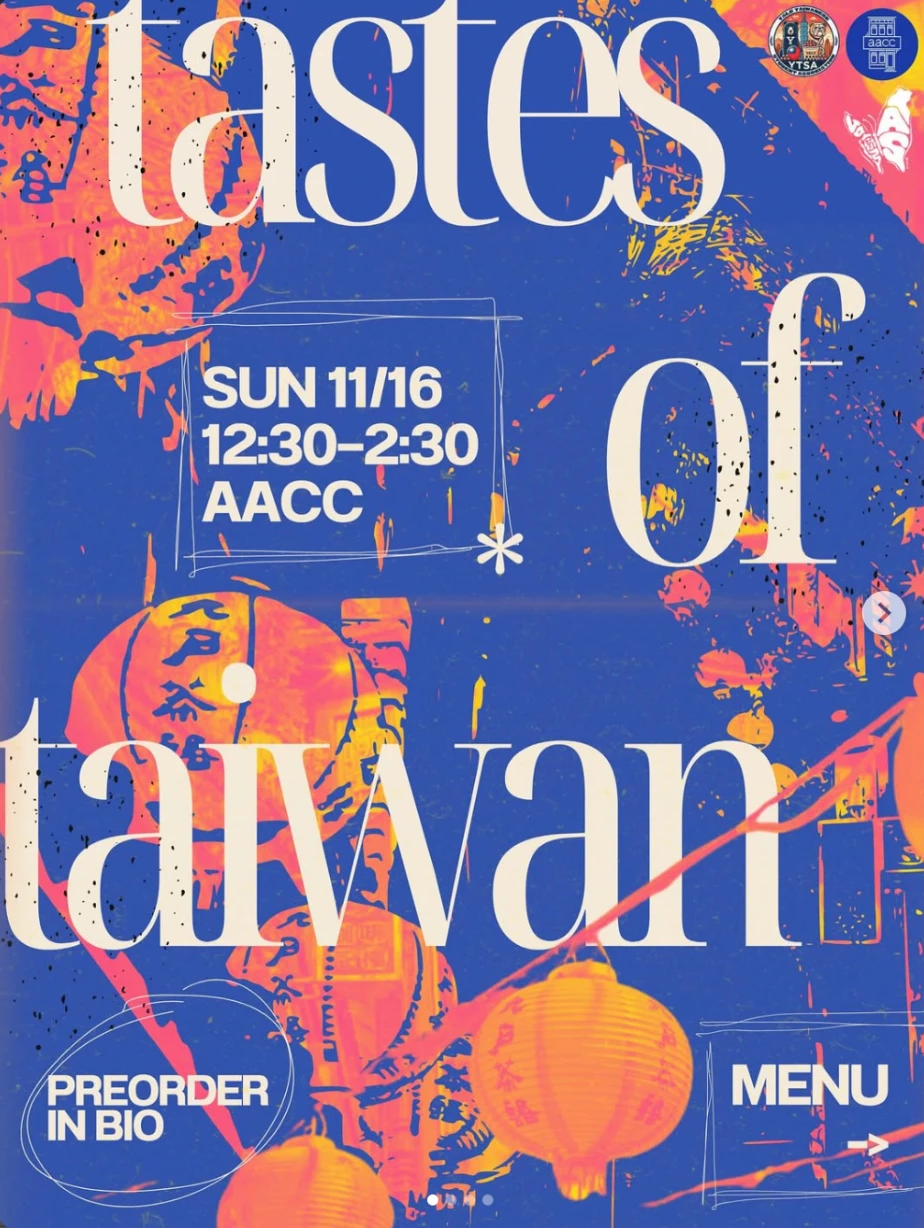 tastes
YTSA
aacc
of
SUN 11/16
12:30–2:30
AACC
*
taiwan
PREORDER
IN BIO
MENU
->